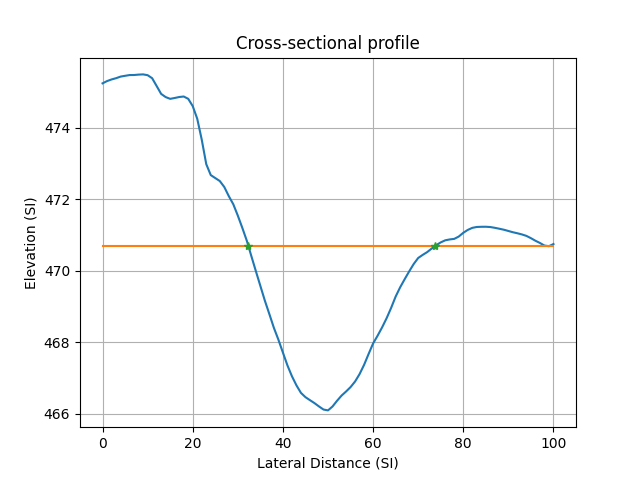 Cross-sectional profile
Elevation (SI)
474
472
470
468
466
0 20 40 60 80 100
Lateral Distance (SI)